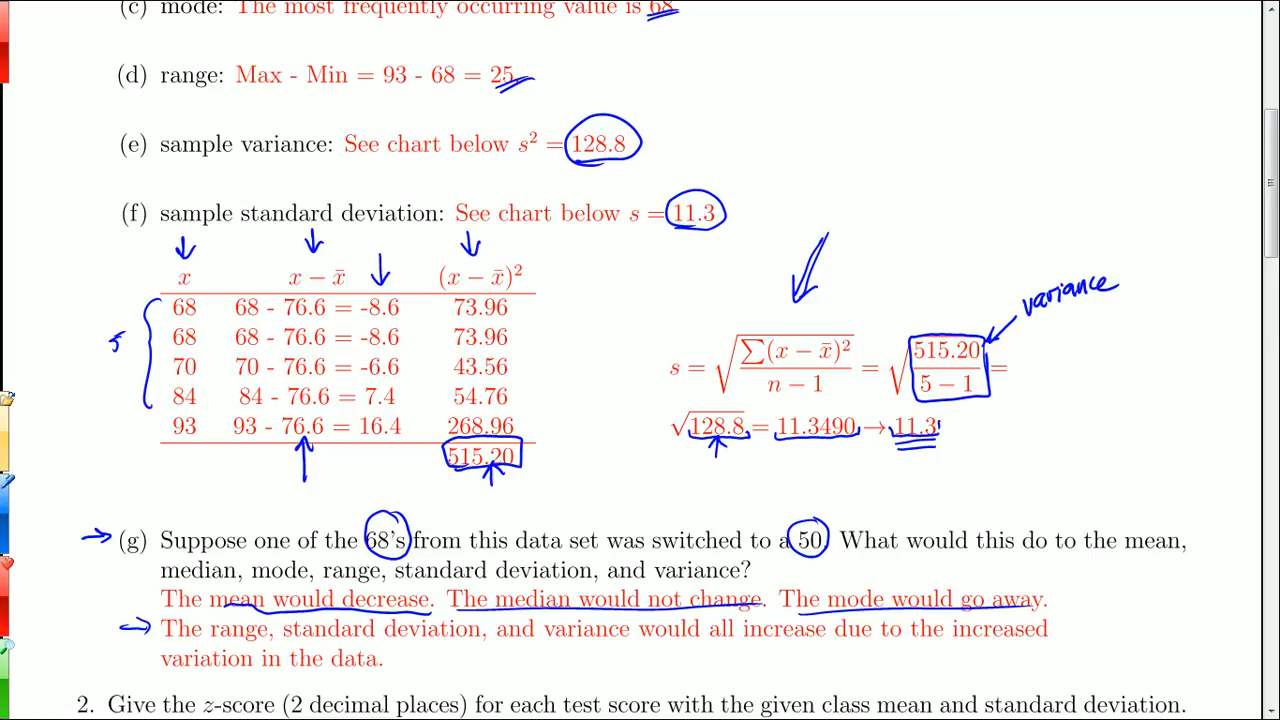 (c) mode: The most frequently occurring value is 68
(d) range: Max - Min = 93 - 68 = 25
(e) sample variance: See chart below s² = 128.8
(f) sample standard deviation: See chart below s = 11.3
x x − x̄ (x − x̄)²
68 68 - 76.6 = -8.6 73.96
68 68 - 76.6 = -8.6 73.96
70 70 - 76.6 = -6.6 43.56
84 84 - 76.6 = 7.4 54.76
93 93 - 76.6 = 16.4 268.96
515.20
5
variance
s = √(∑(x − x̄)² / (n − 1)) = √(515.20 / (5 − 1)) =
√128.8 = 11.3490 → 11.3
(g) Suppose one of the 68's from this data set was switched to a 50. What would this do to the mean,
median, mode, range, standard deviation, and variance?
The mean would decrease. The median would not change. The mode would go away.
The range, standard deviation, and variance would all increase due to the increased
variation in the data.
2. Give the z-score (2 decimal places) for each test score with the given class mean and standard deviation.